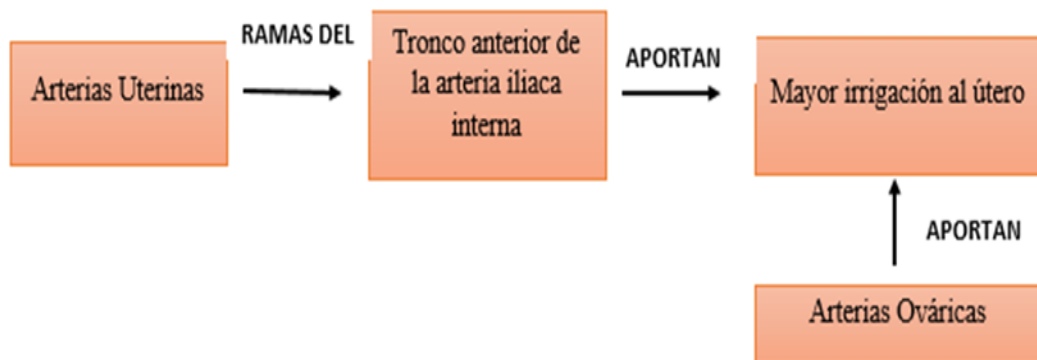 Arterias Uterinas
RAMAS DEL
Tronco anterior de
la arteria iliaca
interna
APORTAN
Mayor irrigación al útero
APORTAN
Arterias Ováricas